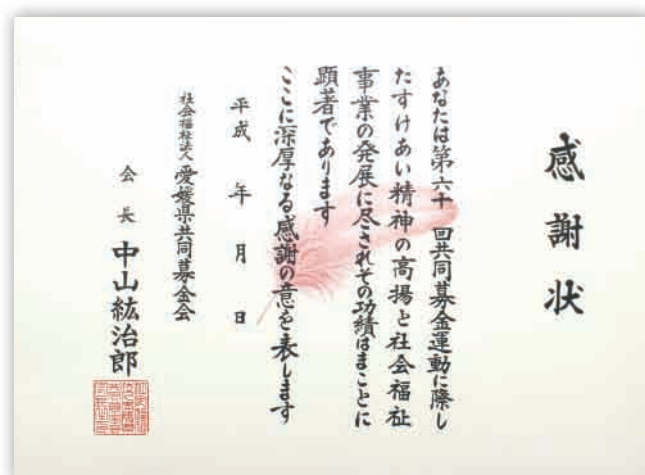 感謝状
あなたは第六十 回共同募金運動に際し
たすけあい精神の高揚と社会福祉
事業の発展に尽されその功績はまことに
顕著であります
ここに深厚なる感謝の意を表します
平成 年 月 日
社会福祉法人 愛媛県共同募金会
会長 中山紘治郎